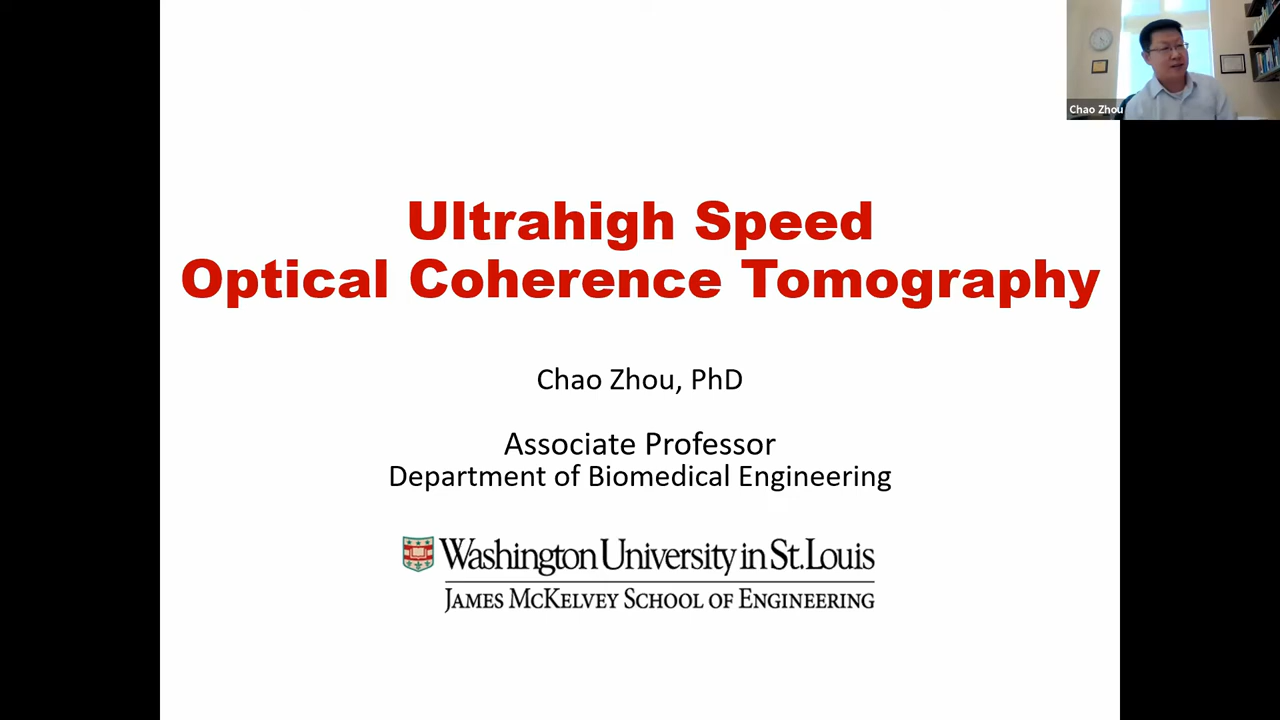 Chao Zhou
Ultrahigh Speed
Optical Coherence Tomography
Chao Zhou, PhD
Associate Professor
Department of Biomedical Engineering
Washington University in St. Louis
JAMES MCKELVEY SCHOOL OF ENGINEERING